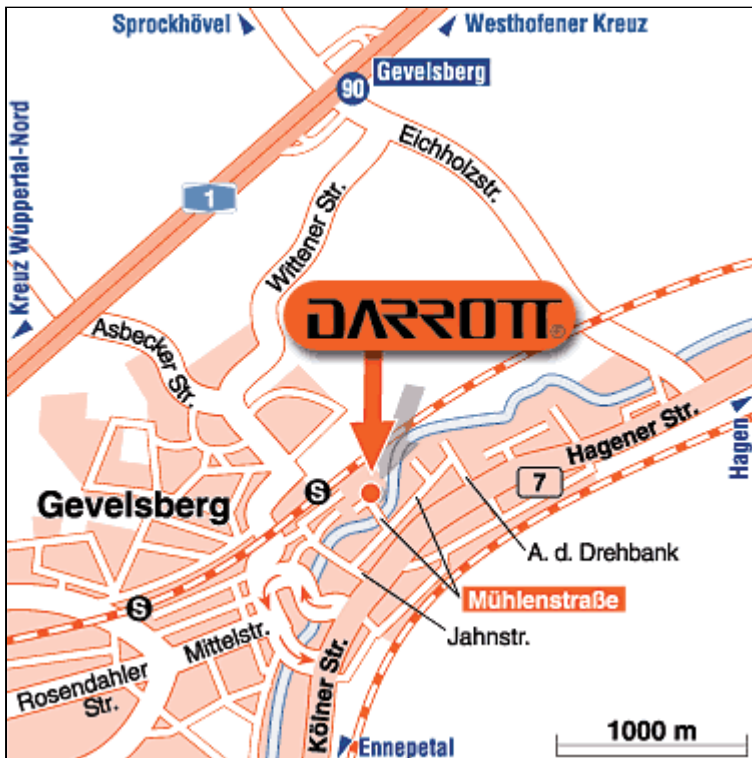 Sprockhövel
Westhofener Kreuz
Gevelsberg
90
Eichholzstr.
Kreuz Wuppertal-Nord
1
Wittener Str.
DARROTT®
Asbecker Str.
Hagen
Hagener Str.
7
S
Gevelsberg
A. d. Drehbank
Mühlenstraße
S
Jahnstr.
Mittelstr.
Rosendahler
Str.
Kölner Str.
Ennepetal
1000 m